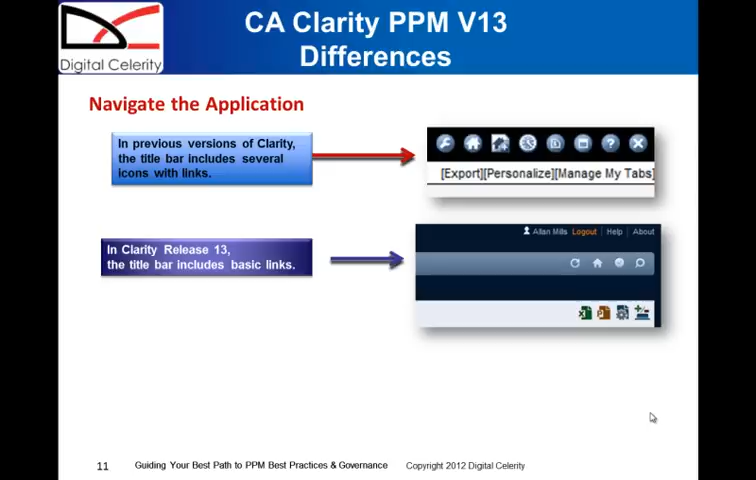 CA Clarity PPM V13
Differences
Digital Celerity
Navigate the Application
In previous versions of Clarity,
the title bar includes several
icons with links.
[Export][Personalize][Manage My Tabs]
In Clarity Release 13,
the title bar includes basic links.
Allan Mills Logout Help About
11 Guiding Your Best Path to PPM Best Practices & Governance Copyright 2012 Digital Celerity